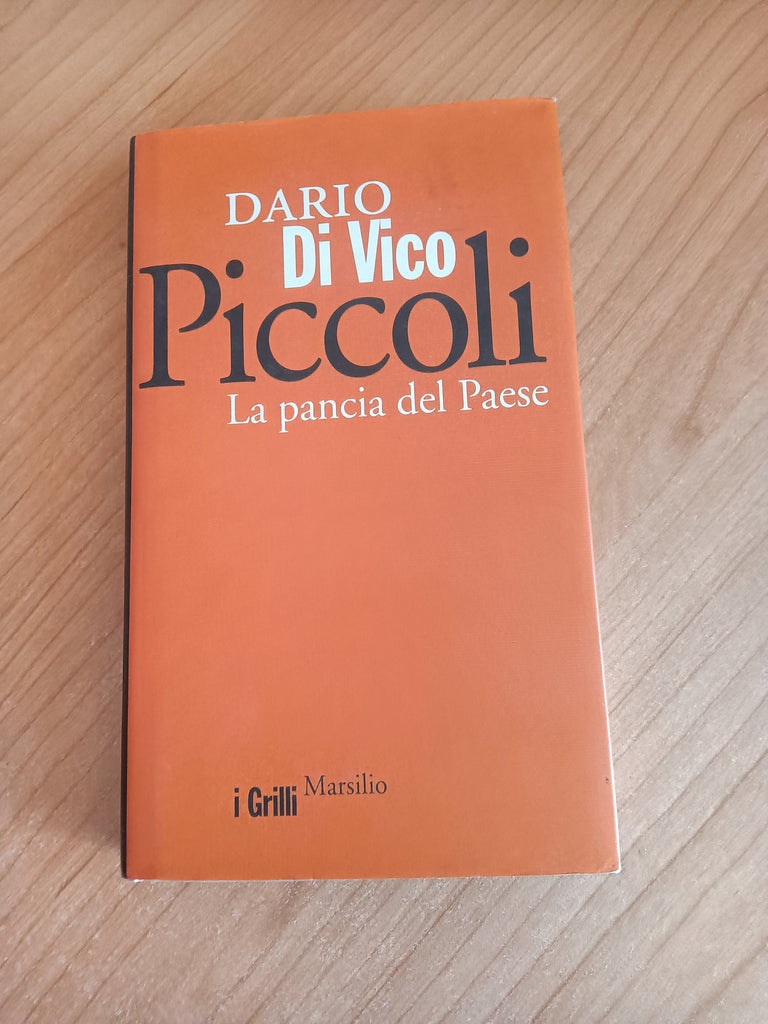 DARIO
Di Vico
Piccoli
La pancia del Paese
i Grilli Marsilio